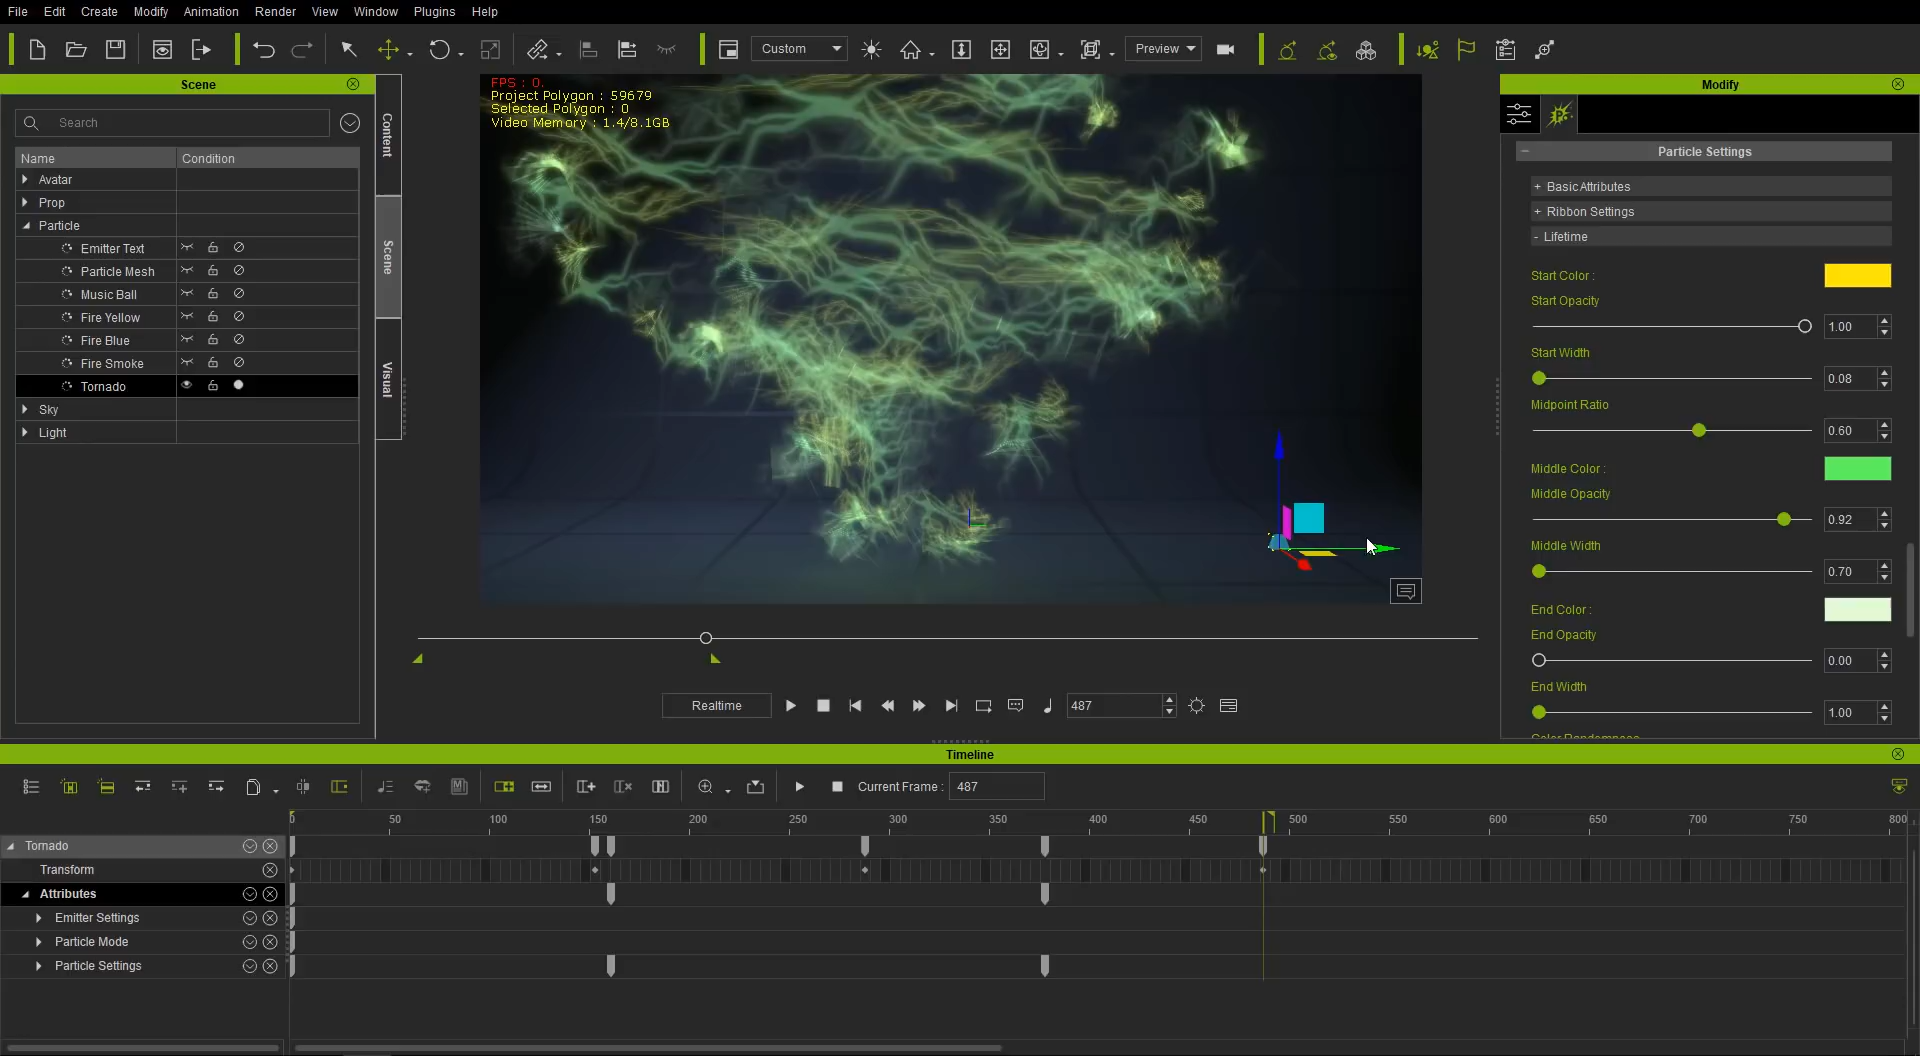 File Edit Create Modify Animation Render View Window Plugins Help
Custom
Preview
Scene
Search
Name Condition
Avatar
Prop
Particle
Emitter Text
Particle Mesh
Music Ball
Fire Yellow
Fire Blue
Fire Smoke
Tornado
Sky
Light
Content
Scene
Visual
FPS : 0.
Project Polygon : 59679
Selected Polygon : 0
Video Memory : 1.4/8.1GB
Realtime
487
Modify
Particle Settings
+ Basic Attributes
+ Ribbon Settings
- Lifetime
Start Color :
Start Opacity
1.00
Start Width
0.08
Midpoint Ratio
0.60
Middle Color :
Middle Opacity
0.92
Middle Width
0.70
End Color :
End Opacity
0.00
End Width
1.00
Color Randomness
Timeline
Current Frame : 487
0 50 100 150 200 250 300 350 400 450 500 550 600 650 700 750 800
Tornado
Transform
Attributes
Emitter Settings
Particle Mode
Particle Settings